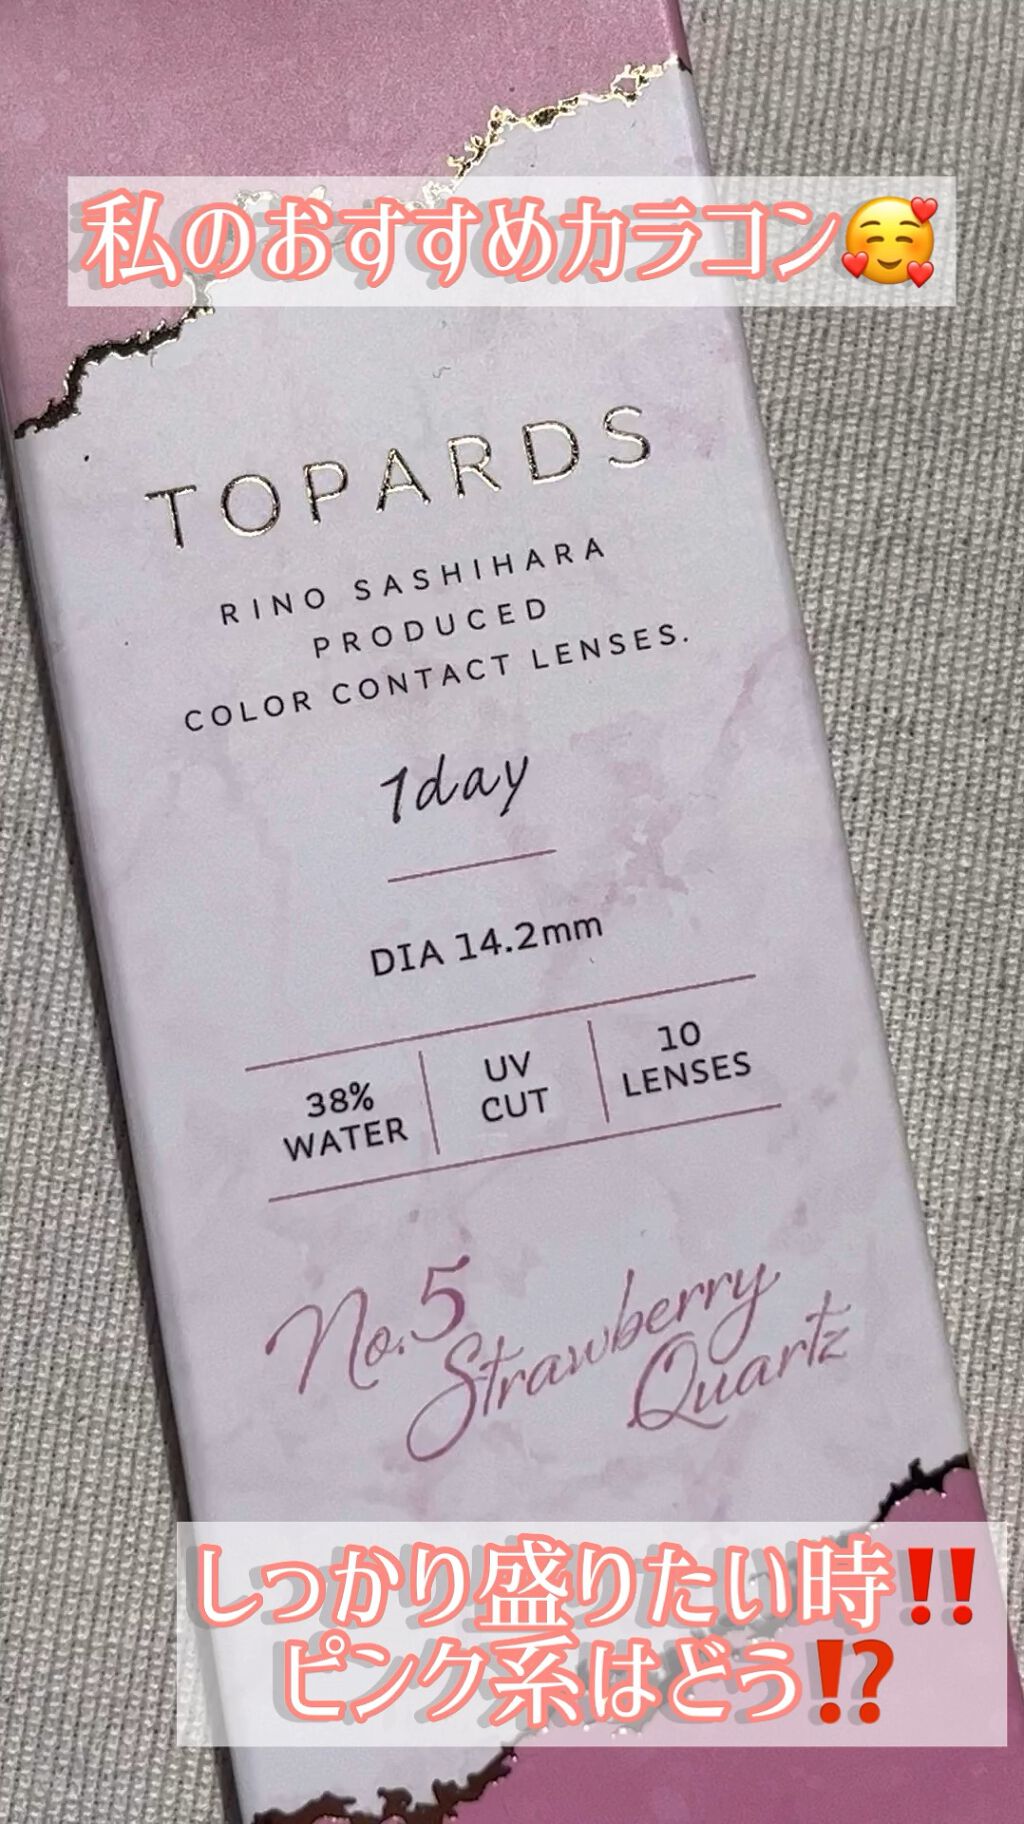 私のおすすめカラコン🥰
TOPARDS
RINO SASHIHARA
PRODUCED
COLOR CONTACT LENSES.
1day
DIA 14.2mm
38%
WATER
UV
CUT
10
LENSES
No.5
Strawberry
Quartz
しっかり盛りたい時‼️
ピンク系はどう⁉️